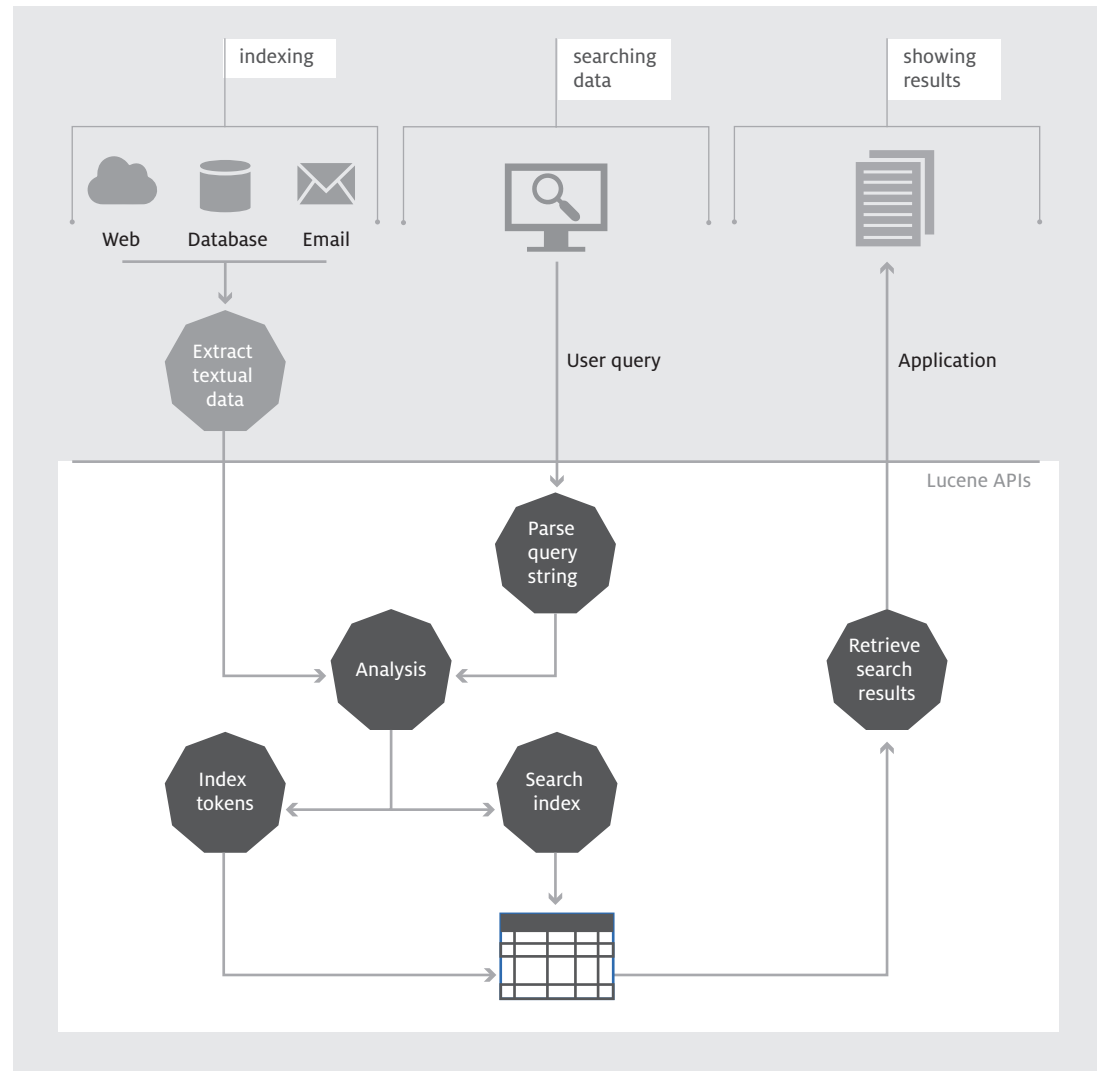 indexing
searching
data
showing
results
Web
Database
Email
Extract
textual
data
User query
Application
Lucene APIs
Parse
query
string
Analysis
Retrieve
search
results
Index
tokens
Search
index